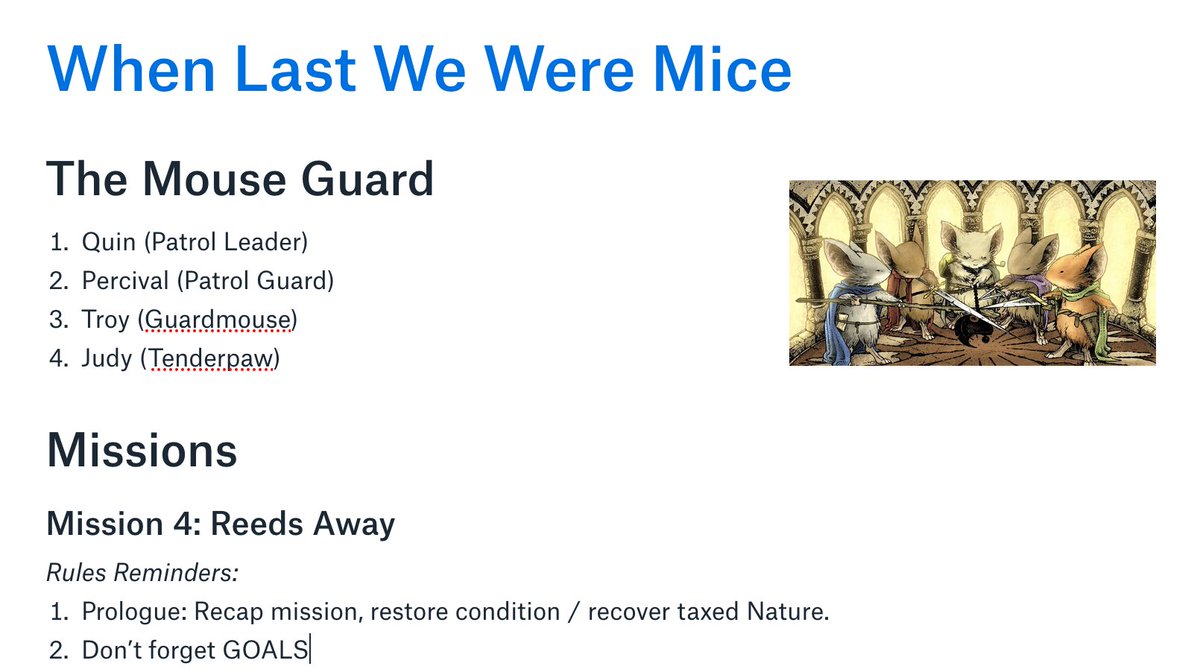 When Last We Were Mice
The Mouse Guard
1. Quin (Patrol Leader)
2. Percival (Patrol Guard)
3. Troy (Guardmouse)
4. Judy (Tenderpaw)
Missions
Mission 4: Reeds Away
Rules Reminders:
1. Prologue: Recap mission, restore condition / recover taxed Nature.
2. Don’t forget GOALS